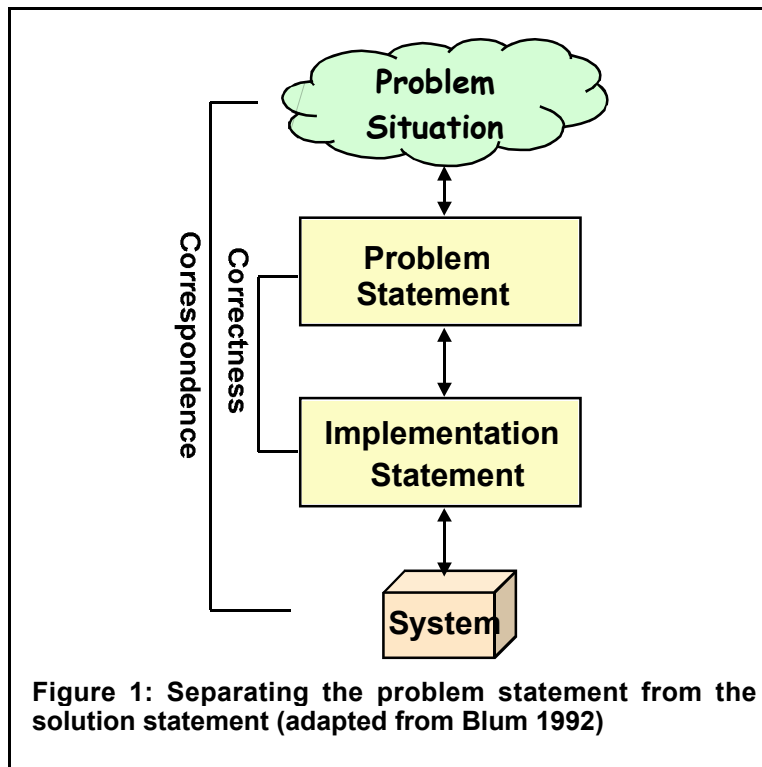 Problem
Situation
Correspondence
Correctness
Problem
Statement
Implementation
Statement
System
Figure 1: Separating the problem statement from the
solution statement (adapted from Blum 1992)